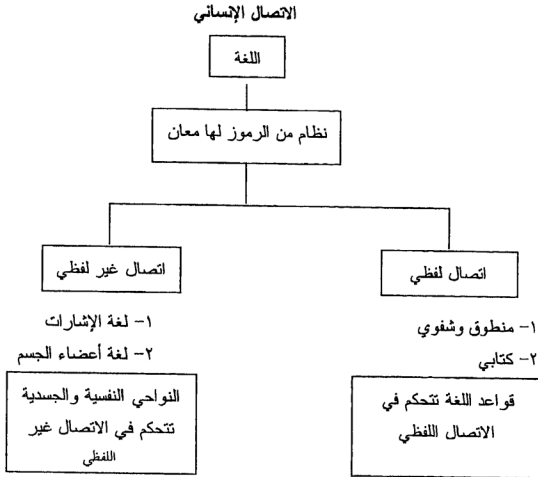 الاتصال الإنساني
اللغة
نظام من الرموز لها معان
اتصال لفظي
١- منطوق وشفوي
٢- كتابي
قواعد اللغة تتحكم في
الاتصال اللفظي
اتصال غير لفظي
١- لغة الإشارات
٢- لغة أعضاء الجسم
النواحي النفسية والجسدية
تتحكم في الاتصال غير
اللفظي